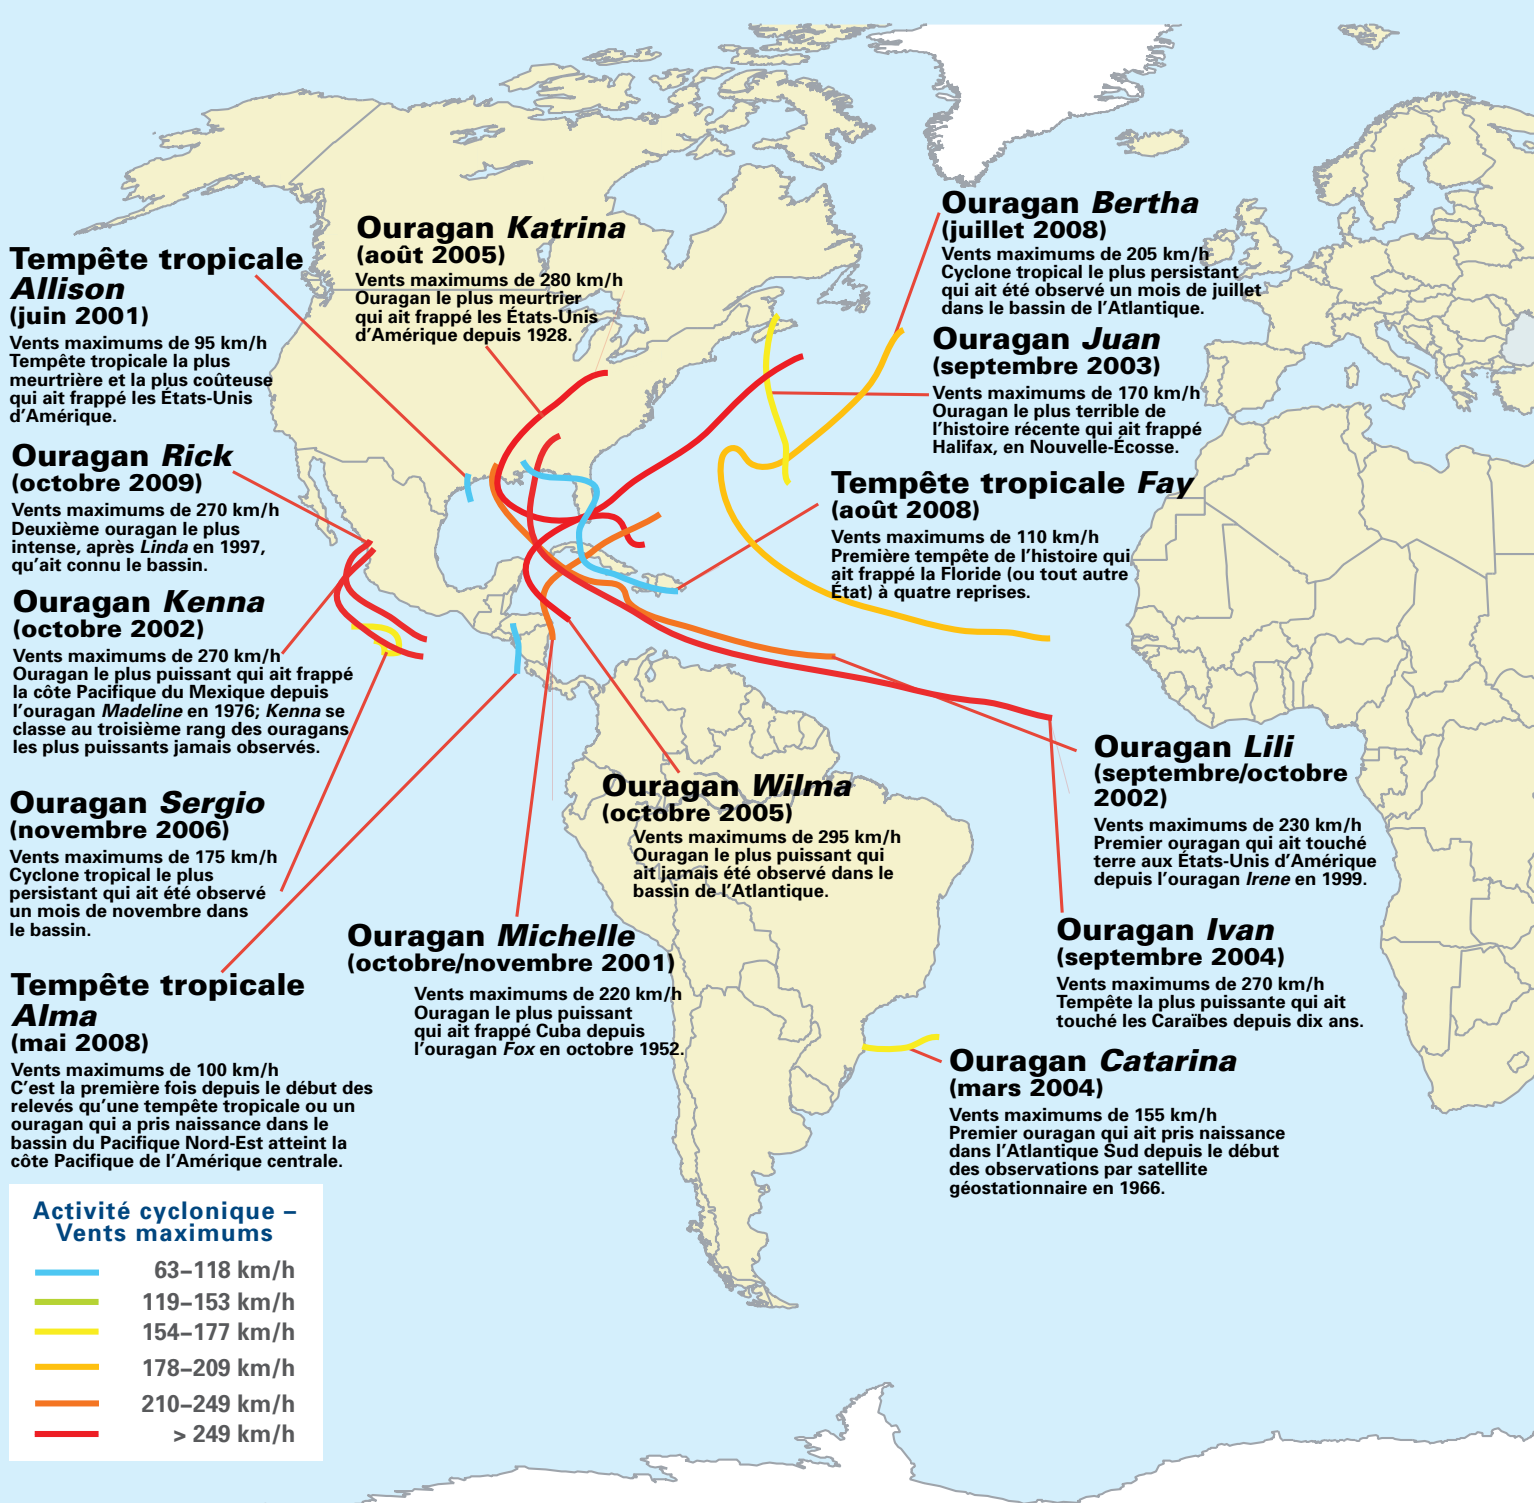 Ouragan Katrina
(août 2005)
Vents maximums de 280 km/h
Ouragan le plus meurtrier
qui ait frappé les États-Unis
d'Amérique depuis 1928.
Ouragan Bertha
(juillet 2008)
Vents maximums de 205 km/h
Cyclone tropical le plus persistant
qui ait été observé un mois de juillet
dans le bassin de l'Atlantique.
Tempête tropicale
Allison
(juin 2001)
Vents maximums de 95 km/h
Tempête tropicale la plus
meurtrière et la plus coûteuse
qui ait frappé les États-Unis
d'Amérique.
Ouragan Juan
(septembre 2003)
Vents maximums de 170 km/h
Ouragan le plus terrible de
l'histoire récente qui ait frappé
Halifax, en Nouvelle-Écosse.
Ouragan Rick
(octobre 2009)
Vents maximums de 270 km/h
Deuxième ouragan le plus
intense, après Linda en 1997,
qu'ait connu le bassin.
Tempête tropicale Fay
(août 2008)
Vents maximums de 110 km/h
Première tempête de l'histoire qui
ait frappé la Floride (ou tout autre
État) à quatre reprises.
Ouragan Kenna
(octobre 2002)
Vents maximums de 270 km/h
Ouragan le plus puissant qui ait frappé
la côte Pacifique du Mexique depuis
l'ouragan Madeline en 1976; Kenna se
classe au troisième rang des ouragans
les plus puissants jamais observés.
Ouragan Lili
(septembre/octobre
2002)
Vents maximums de 230 km/h
Premier ouragan qui ait touché
terre aux États-Unis d'Amérique
depuis l'ouragan Irene en 1999.
Ouragan Wilma
(octobre 2005)
Vents maximums de 295 km/h
Ouragan le plus puissant qui
ait jamais été observé dans le
bassin de l'Atlantique.
Ouragan Sergio
(novembre 2006)
Vents maximums de 175 km/h
Cyclone tropical le plus
persistant qui ait été observé
un mois de novembre dans
le bassin.
Ouragan Michelle
(octobre/novembre 2001)
Vents maximums de 220 km/h
Ouragan le plus puissant
qui ait frappé Cuba depuis
l'ouragan Fox en octobre 1952.
Ouragan Ivan
(septembre 2004)
Vents maximums de 270 km/h
Tempête la plus puissante qui ait
touché les Caraïbes depuis dix ans.
Tempête tropicale
Alma
(mai 2008)
Vents maximums de 100 km/h
C'est la première fois depuis le début des
relevés qu'une tempête tropicale ou un
ouragan qui a pris naissance dans le
bassin du Pacifique Nord-Est atteint la
côte Pacifique de l'Amérique centrale.
Ouragan Catarina
(mars 2004)
Vents maximums de 155 km/h
Premier ouragan qui ait pris naissance
dans l'Atlantique Sud depuis le début
des observations par satellite
géostationnaire en 1966.
Activité cyclonique –
Vents maximums
63–118 km/h
119–153 km/h
154–177 km/h
178–209 km/h
210–249 km/h
> 249 km/h